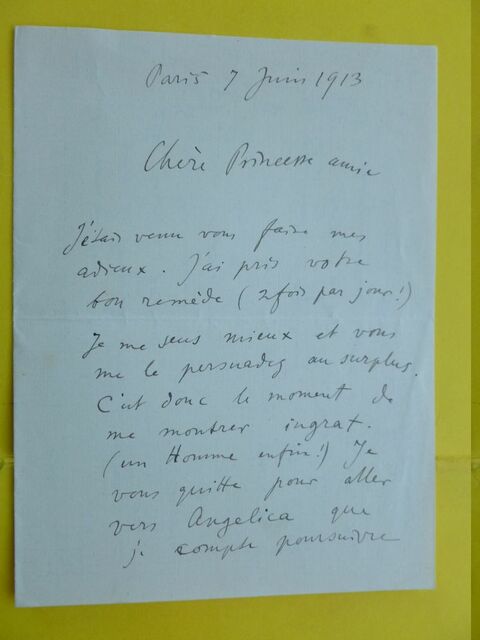 Paris 7 Juin 1913
Chère Princesse amie
J'étais venu vous faire mes
adieux. J'ai pris votre
bon remède (2 fois par jour!)
Je me sens mieux et vous
me le persuadez au surplus.
C'est donc le moment de
me montrer ingrat.
(un Homme enfin!) Je
vous quitte pour aller
vers Angelica que
je compte poursuivre